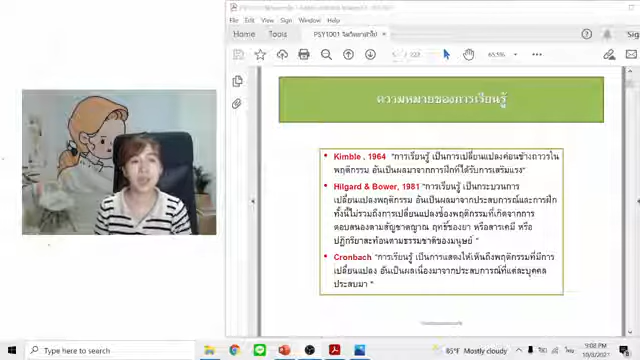 File Edit View Sign Window Help
Home Tools PSY1001 จิตวิทยาทั่วไป × Sign
65.5%
ความหมายของการเรียนรู้
• Kimble , 1964 "การเรียนรู้ เป็นการเปลี่ยนแปลงค่อนข้างถาวรใน
พฤติกรรม อันเป็นผลมาจากการฝึกที่ได้รับการเสริมแรง"
• Hilgard & Bower, 1981 "การเรียนรู้ เป็นกระบวนการ
เปลี่ยนแปลงพฤติกรรม อันเป็นผลมาจากประสบการณ์และการฝึก
ทั้งนี้ไม่รวมถึงการเปลี่ยนแปลงของพฤติกรรมที่เกิดจากการ
ตอบสนองตามสัญชาตญาณ ฤทธิ์ของยา หรือสารเคมี หรือ
ปฏิกริยาสะท้อนตามธรรมชาติของมนุษย์ "
• Cronbach "การเรียนรู้ เป็นการแสดงให้เห็นถึงพฤติกรรมที่มีการ
เปลี่ยนแปลง อันเป็นผลเนื่องมาจากประสบการณ์ที่แต่ละบุคคล
ประสบมา "
Type here to search
85°F Mostly cloudy
9:08 PM
10/8/2021